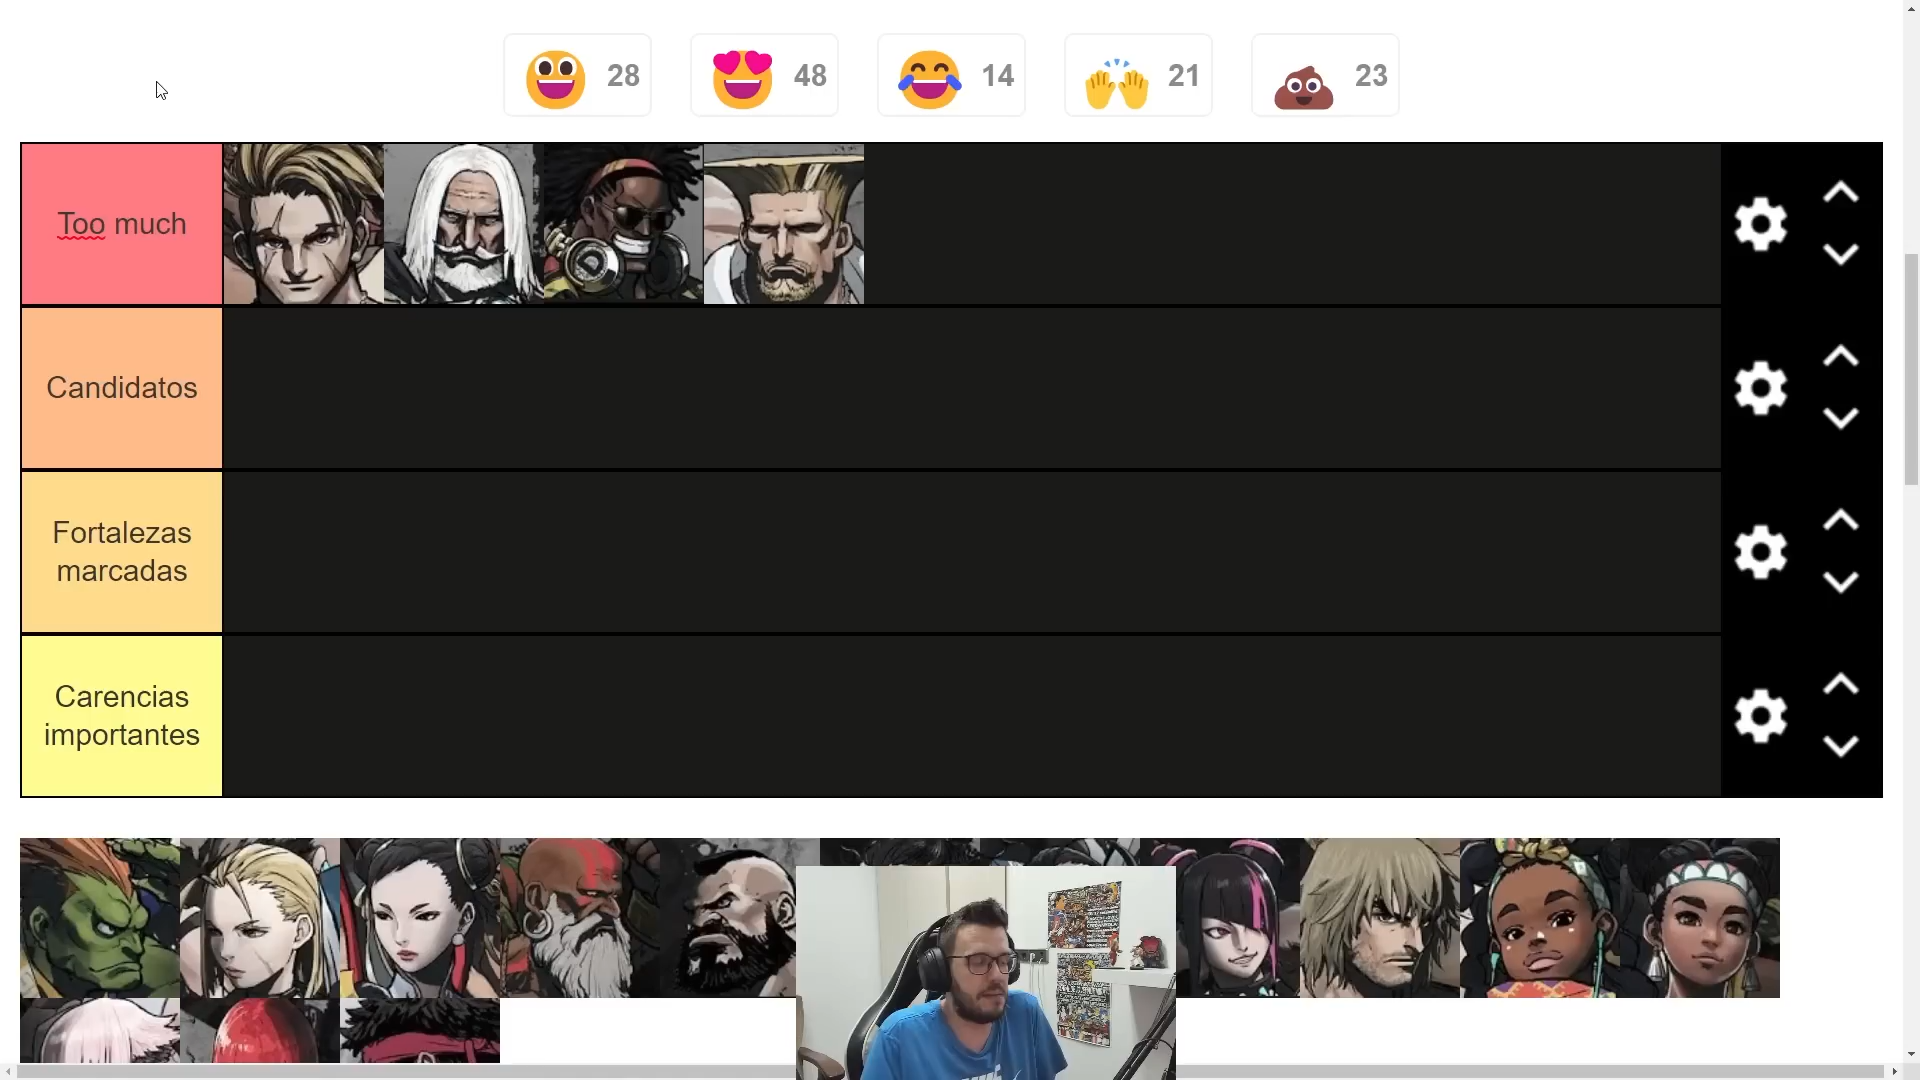 28
48
14
21
23
Too much
Candidatos
Fortalezas
marcadas
Carencias
importantes